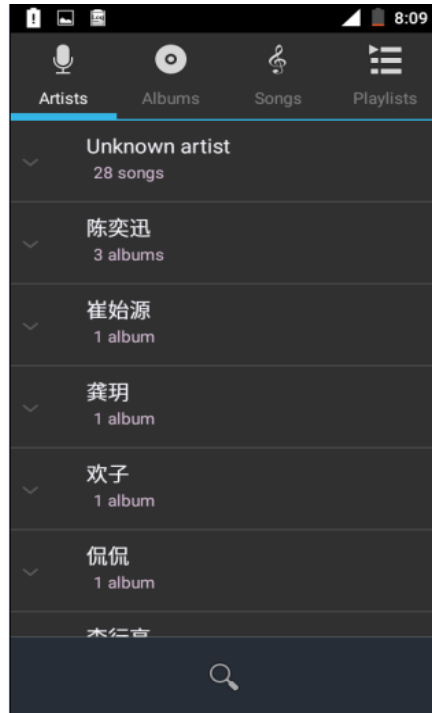 8:09
Artists Albums Songs Playlists
Unknown artist
28 songs
陈奕迅
3 albums
崔始源
1 album
龚玥
1 album
欢子
1 album
侃侃
1 album